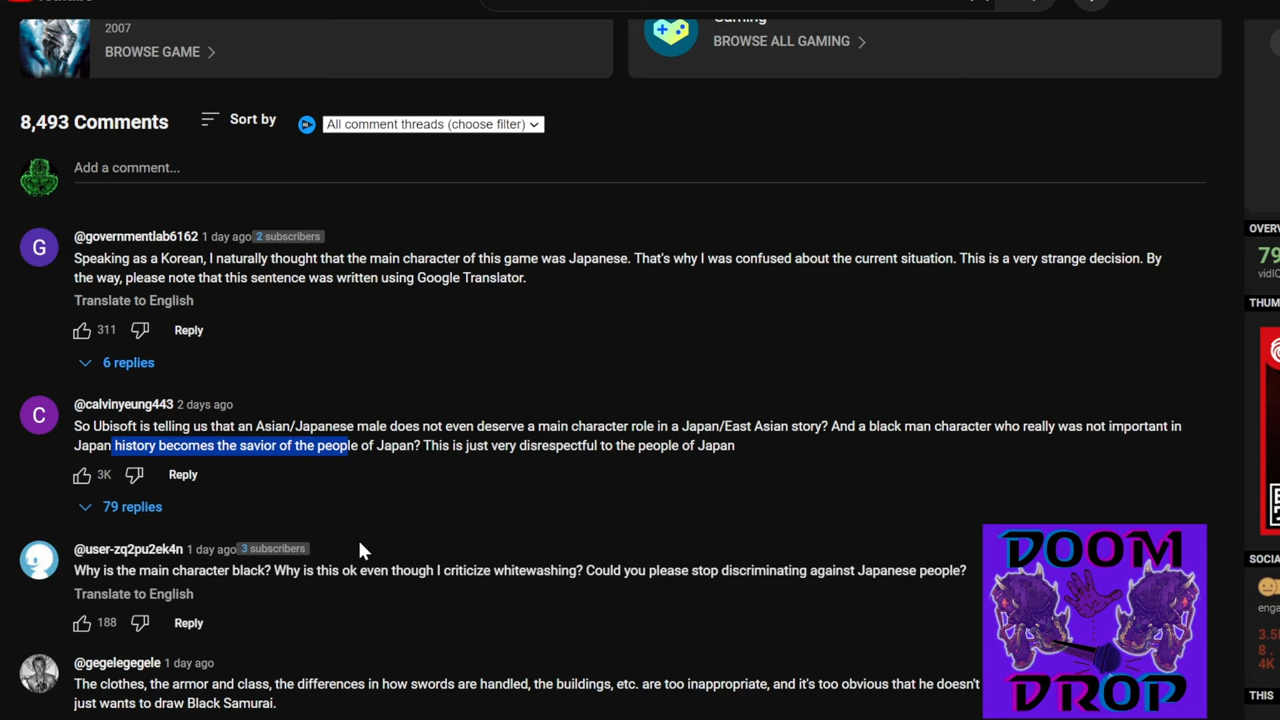 2007
BROWSE GAME
Gaming
BROWSE ALL GAMING
8,493 Comments
Sort by
All comment threads (choose filter)
Add a comment...
@governmentlab6162 1 day ago 2 subscribers
Speaking as a Korean, I naturally thought that the main character of this game was Japanese. That's why I was confused about the current situation. This is a very strange decision. By
the way, please note that this sentence was written using Google Translator.
Translate to English
311 Reply
6 replies
C
@calvinyeung443 2 days ago
So Ubisoft is telling us that an Asian/Japanese male does not even deserve a main character role in a Japan/East Asian story? And a black man character who really was not important in
Japan history becomes the savior of the people of Japan? This is just very disrespectful to the people of Japan
3K Reply
79 replies
@user-zq2pu2ek4n 1 day ago 3 subscribers
Why is the main character black? Why is this ok even though I criticize whitewashing? Could you please stop discriminating against Japanese people?
Translate to English
188 Reply
@gegelegegele 1 day ago
The clothes, the armor and class, the differences in how swords are handled, the buildings, etc. are too inappropriate, and it's too obvious that he doesn't
just wants to draw Black Samurai.
G
DOOM
DROP
OVERV
79
vidIQ
THUM
SOCIA
enga
3.5
8 .
4K
THIS